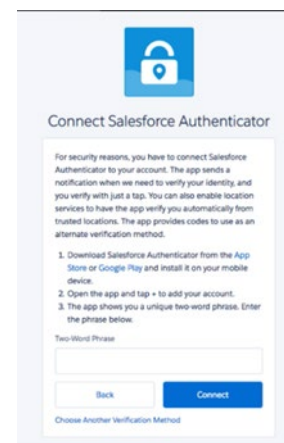 Connect Salesforce Authenticator
For security reasons, you have to connect Salesforce
Authenticator to your account. The app sends a
notification when we need to verify your identity, and
you verify with just a tap. You can also enable location
services to have the app verify you automatically from
trusted locations. The app provides codes to use as an
alternate verification method.
1. Download Salesforce Authenticator from the App
Store or Google Play and install it on your mobile
device.
2. Open the app and tap + to add your account.
3. The app shows you a unique two-word phrase. Enter
the phrase below.
Two-Word Phrase
Back Connect
Choose Another Verification Method